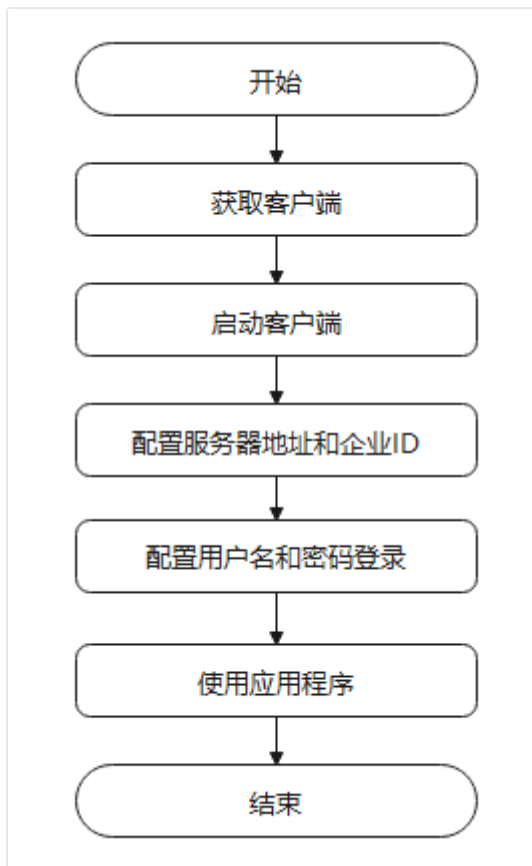 开始
获取客户端
启动客户端
配置服务器地址和企业ID
配置用户名和密码登录
使用应用程序
结束